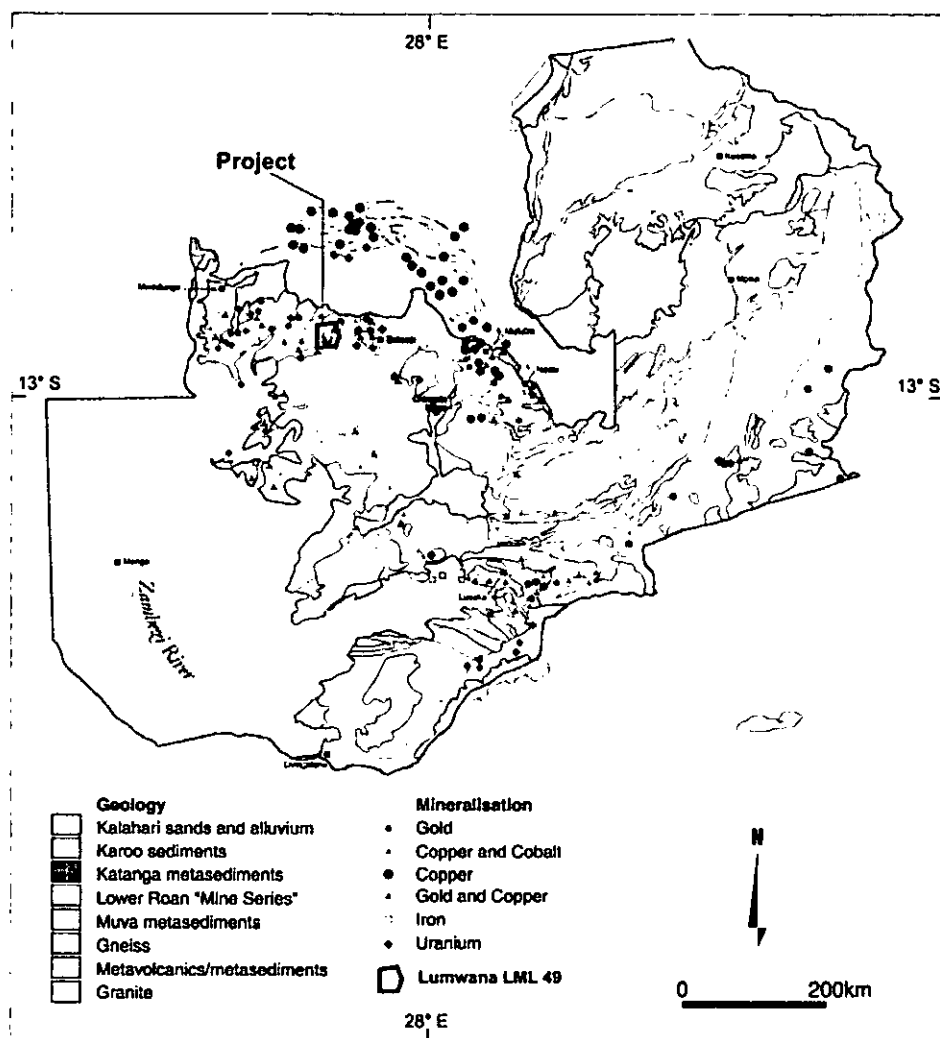 28° E
Project
13° S
13° S
Mongu
Zambezi River
Lusaka
Geology
Kalahari sands and alluvium
Karoo sediments
Katanga metasediments
Lower Roan "Mine Series"
Muva metasediments
Gneiss
Metavolcanics/metasediments
Granite
Mineralisation
Gold
Copper and Cobalt
Copper
Gold and Copper
Iron
Uranium
Lumwana LML 49
N
0 200km
28° E